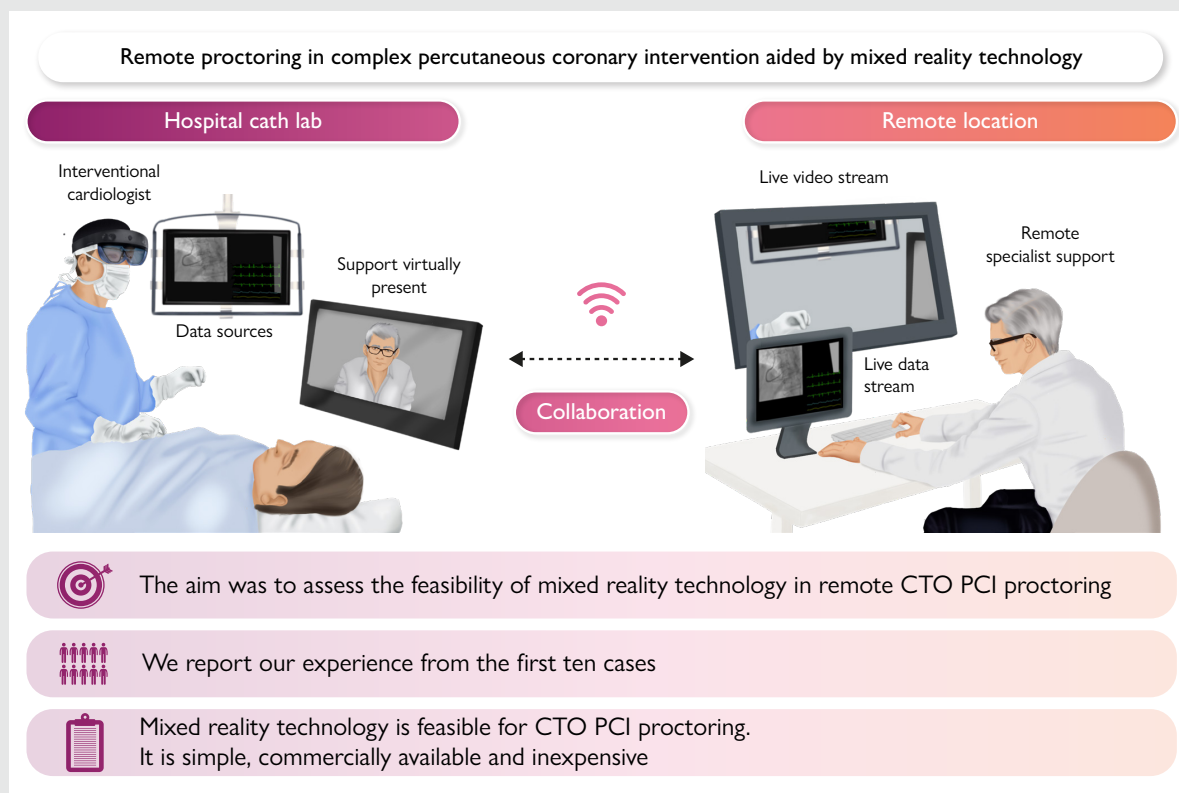 Remote proctoring in complex percutaneous coronary intervention aided by mixed reality technology
Hospital cath lab
Remote location
Interventional
cardiologist
Data sources
Support virtually
present
Collaboration
Live video stream
Remote
specialist support
Live data
stream
The aim was to assess the feasibility of mixed reality technology in remote CTO PCI proctoring
We report our experience from the first ten cases
Mixed reality technology is feasible for CTO PCI proctoring.
It is simple, commercially available and inexpensive